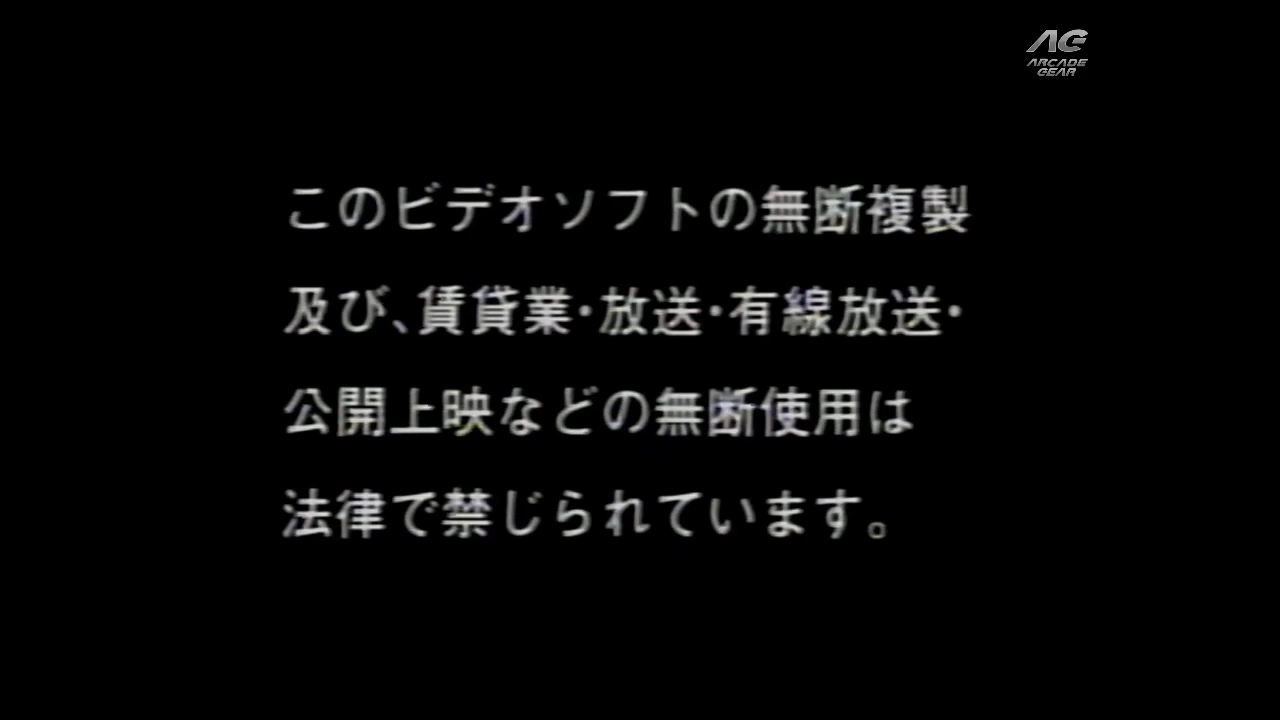 AG
ARCADE
GEAR
このビデオソフトの無断複製
及び、賃貸業・放送・有線放送・
公開上映などの無断使用は
法律で禁じられています。